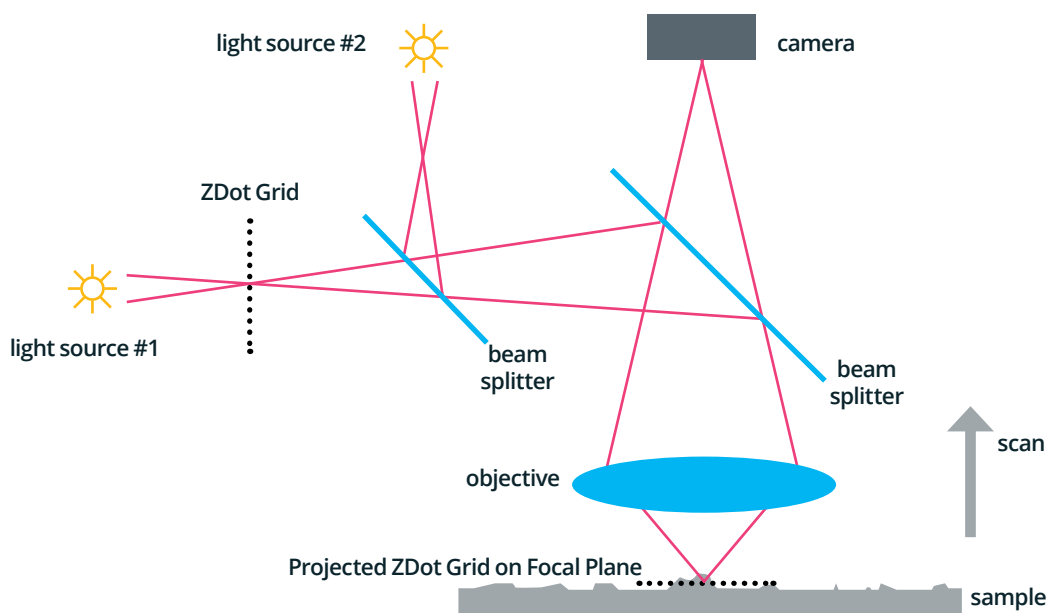 light source #2
camera
ZDot Grid
light source #1
beam
splitter
beam
splitter
scan
objective
Projected ZDot Grid on Focal Plane
sample